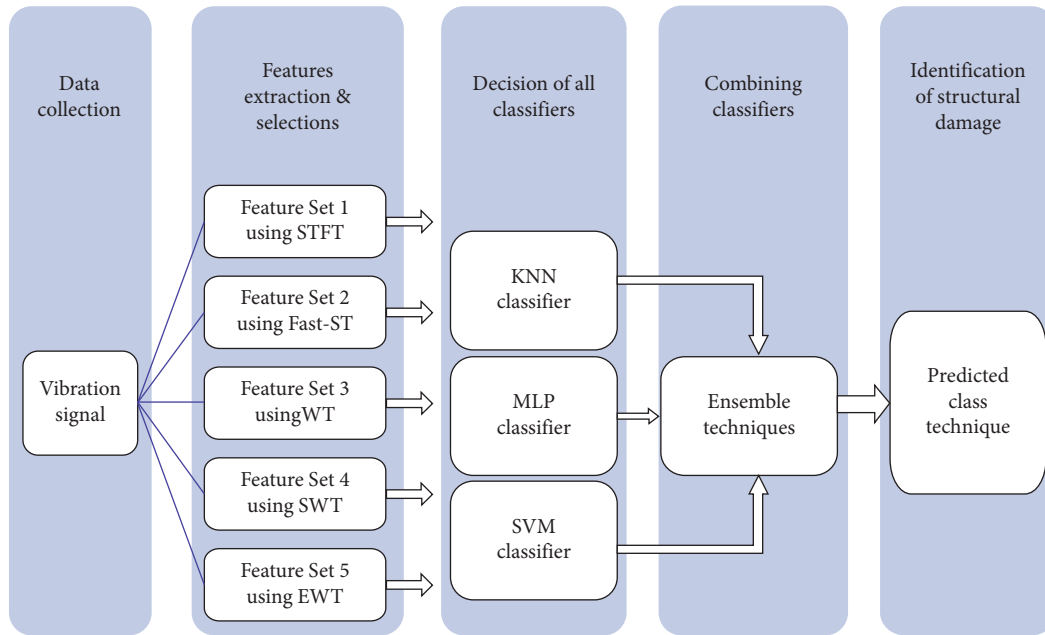 Data
collection
Features
extraction &
selections
Decision of all
classifiers
Combining
classifiers
Identification
of structural
damage
Vibration
signal
Feature Set 1
using STFT
Feature Set 2
using Fast-ST
Feature Set 3
usingWT
Feature Set 4
using SWT
Feature Set 5
using EWT
KNN
classifier
MLP
classifier
SVM
classifier
Ensemble
techniques
Predicted
class
technique